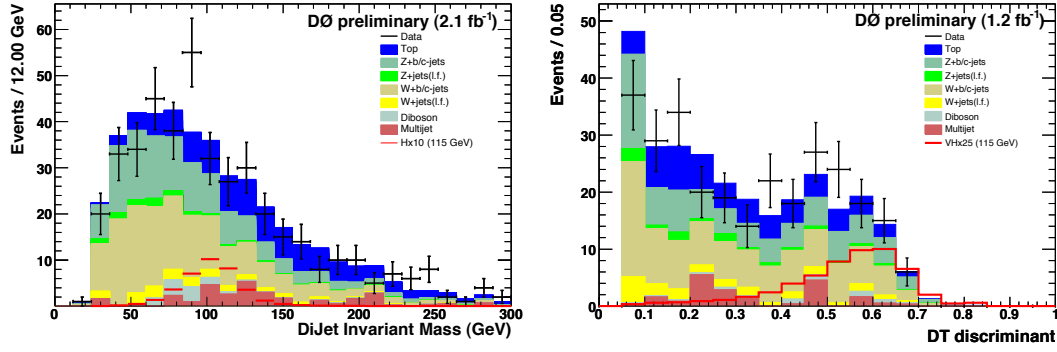 Events / 12.00 GeV
60
50
40
30
20
10
0
50
100
150
200
250
300
DiJet Invariant Mass (GeV)
DØ preliminary (2.1 fb⁻¹)
Data
Top
Z+b/c-jets
Z+jets(l.f.)
W+b/c-jets
W+jets(l.f.)
Diboson
Multijet
Hx10 (115 GeV)
Events / 0.05
50
40
30
20
10
0
0
0.1
0.2
0.3
0.4
0.5
0.6
0.7
0.8
0.9
1
DT discriminant
DØ preliminary (1.2 fb⁻¹)
Data
Top
Z+b/c-jets
Z+jets(l.f.)
W+b/c-jets
W+jets(l.f.)
Diboson
Multijet
VHx25 (115 GeV)